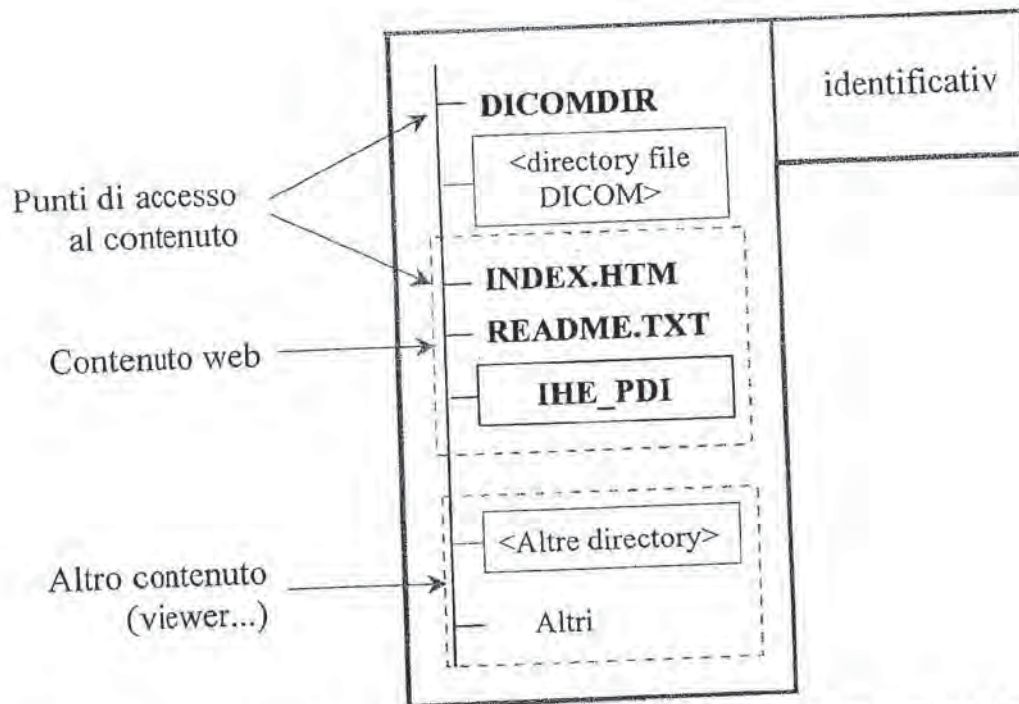 DICOMDIR
identificativ
<directory file
DICOM>
Punti di accesso
al contenuto
INDEX.HTM
README.TXT
Contenuto web
IHE_PDI
<Altre directory>
Altro contenuto
(viewer...)
Altri